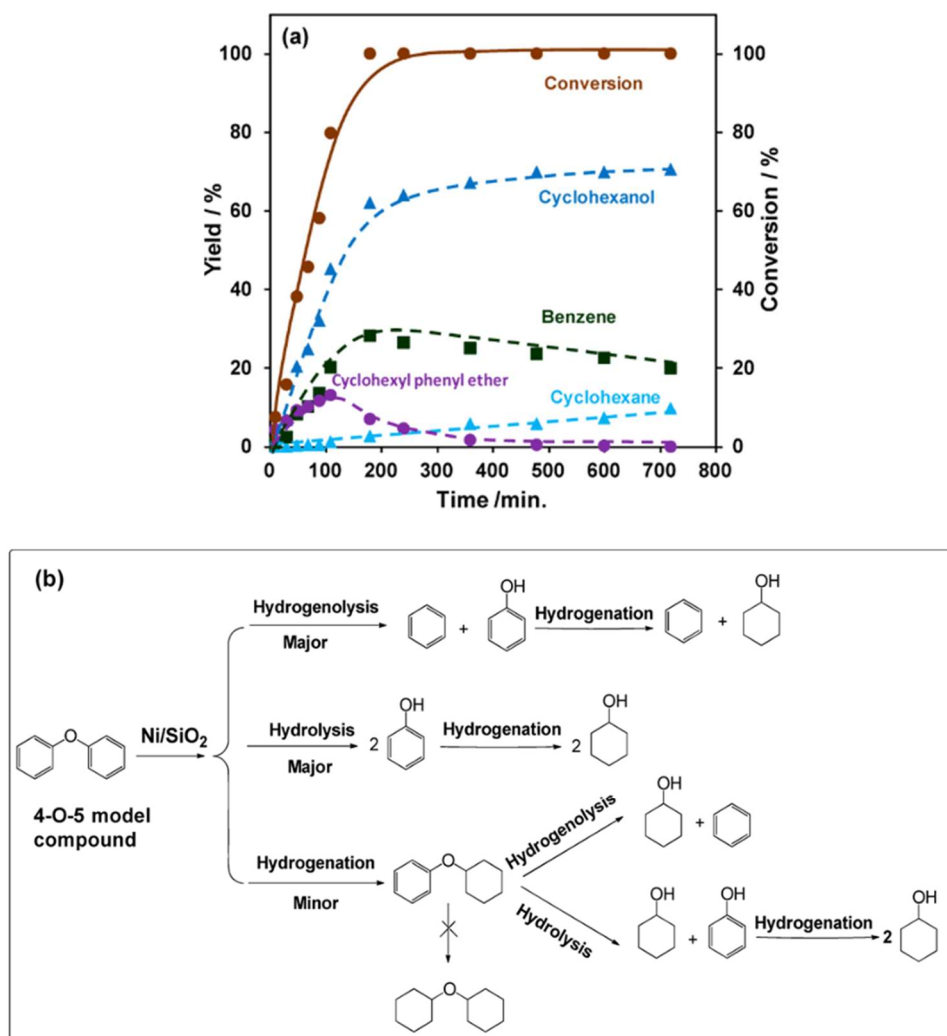 (a)
100
80
60
40
20
0
Yield / %
100
80
60
40
20
0
Conversion / %
Conversion
Cyclohexanol
Benzene
Cyclohexyl phenyl ether
Cyclohexane
0 100 200 300 400 500 600 700 800
Time /min.
(b)
OH
OH
Hydrogenolysis
Major
+
Hydrogenation
+
O
Ni/SiO2
4-O-5 model
compound
OH
OH
Hydrolysis
Major
2
Hydrogenation
2
Hydrogenation
Minor
O
Hydrogenolysis
OH
+
Hydrolysis
OH
+
OH
Hydrogenation
2
OH
O